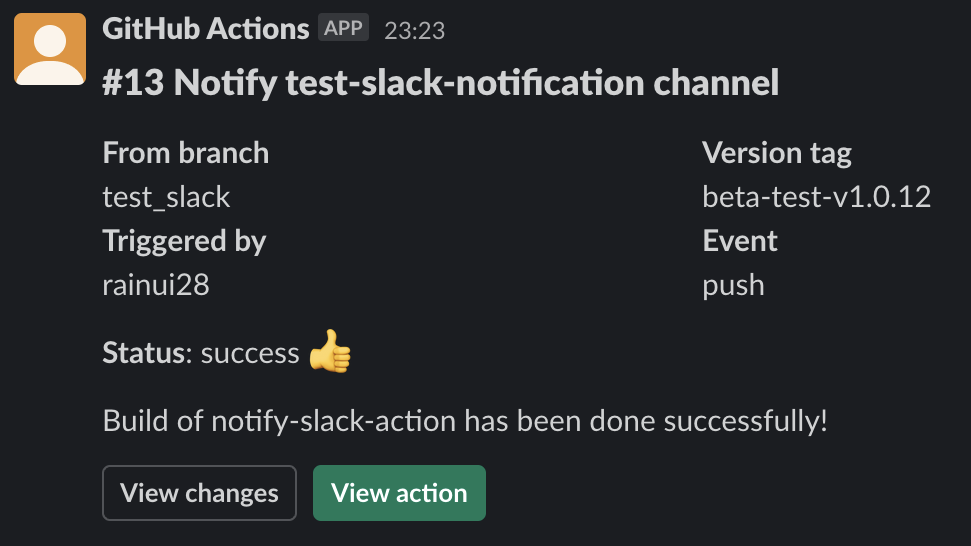 GitHub Actions APP 23:23
#13 Notify test-slack-notification channel
From branch
test_slack
Version tag
beta-test-v1.0.12
Triggered by
rainui28
Event
push
Status: success 👍
Build of notify-slack-action has been done successfully!
View changes
View action